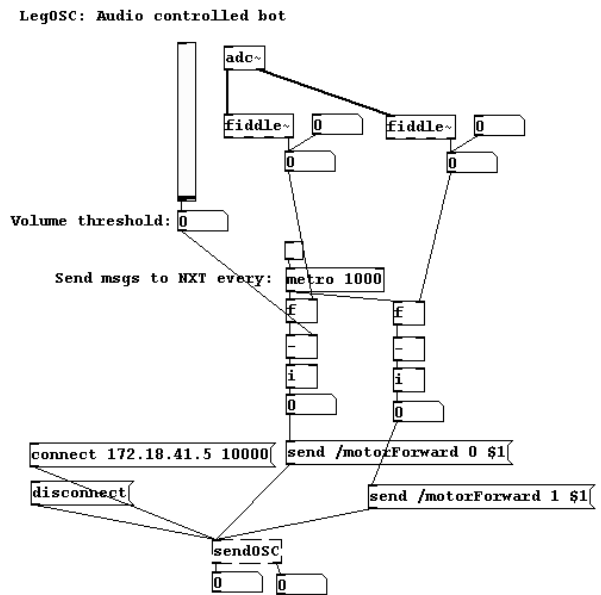 LegOSC: Audio controlled bot
adc~
fiddle~
0
fiddle~
0
0
0
Volume threshold:
0
Send msgs to NXT every:
metro 1000
f
f
-
-
i
i
0
0
connect 172.18.41.5 10000
send /motorForward 0 $1
disconnect
send /motorForward 1 $1
sendOSC
0
0